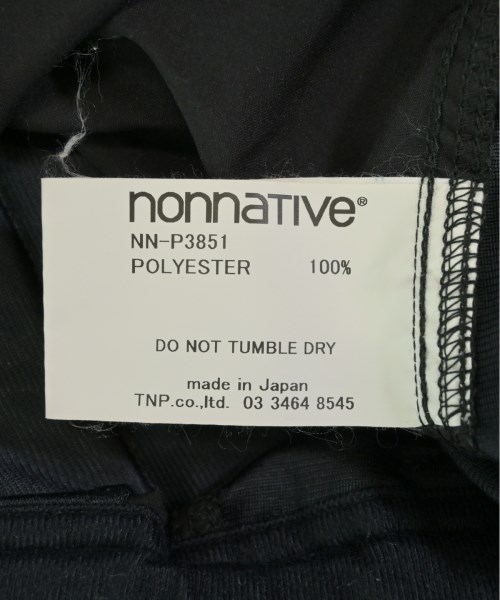 nonnative®
NN-P3851
POLYESTER 100%
DO NOT TUMBLE DRY
made in Japan
TNP.co.,ltd. 03 3464 8545